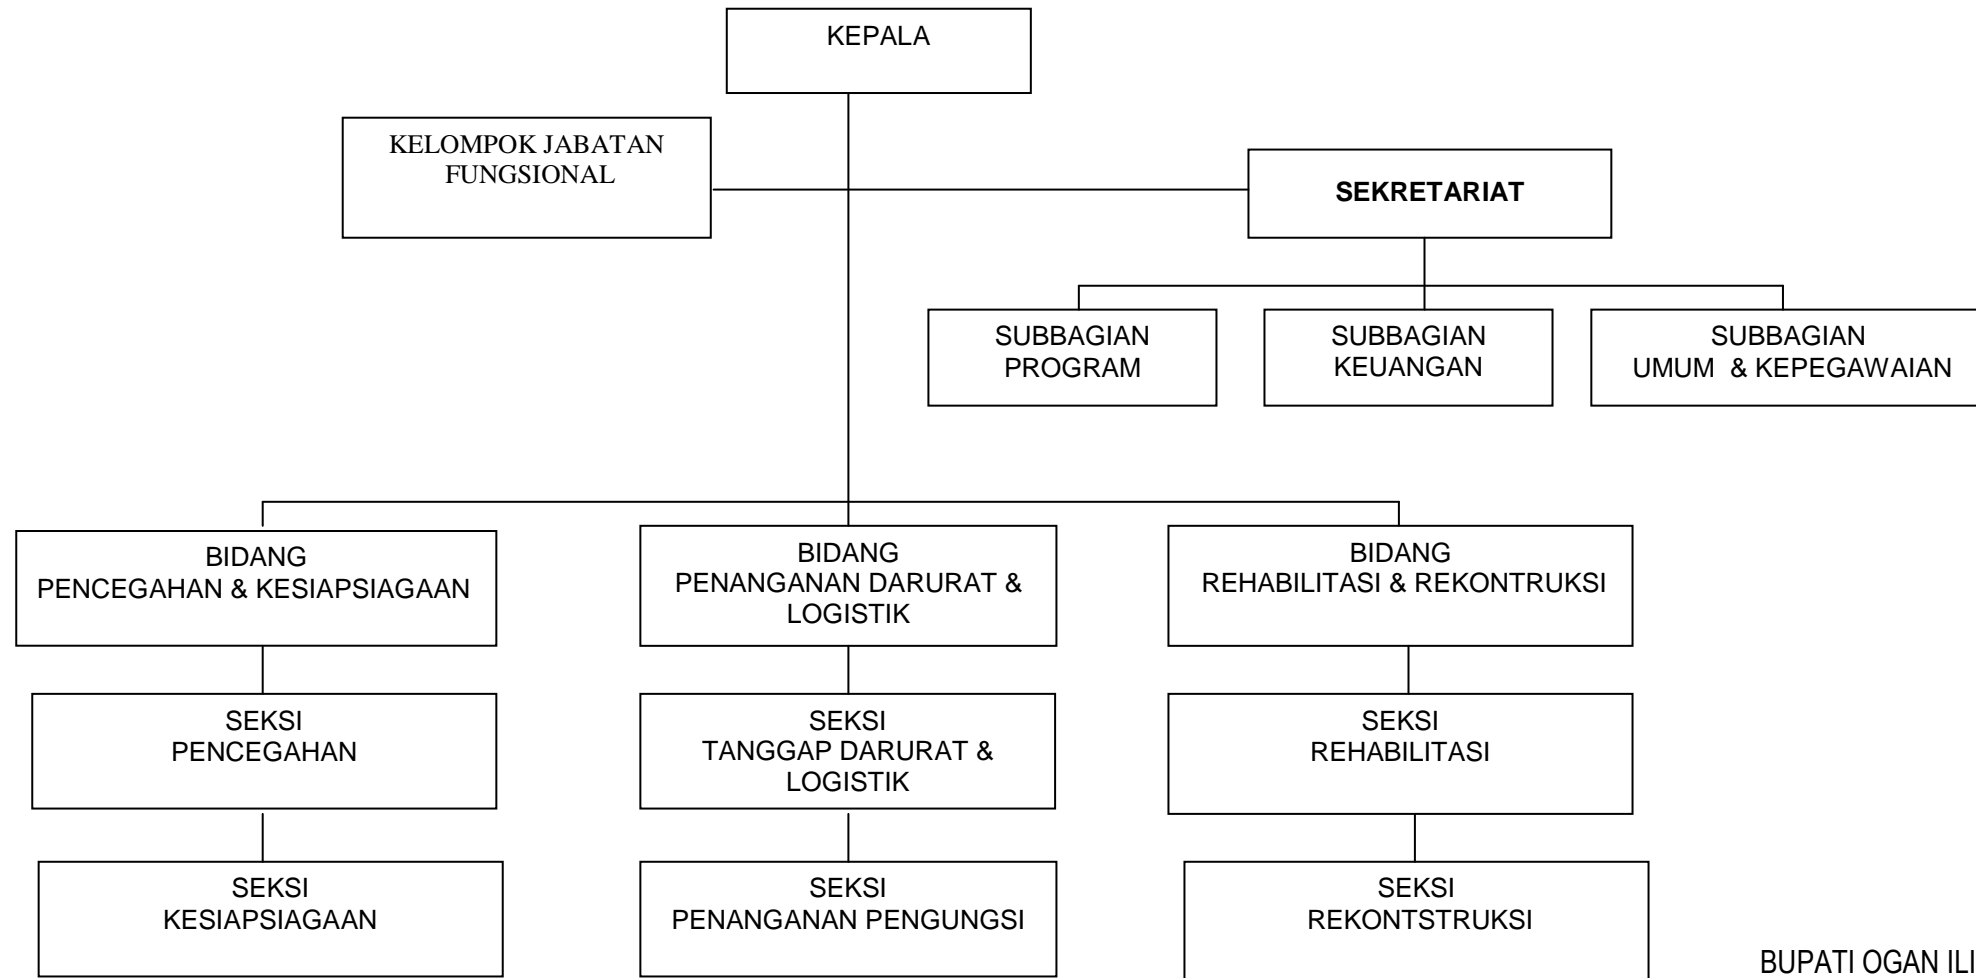 KEPALA
KELOMPOK JABATAN
FUNGSIONAL
SEKRETARIAT
SUBBAGIAN
PROGRAM
SUBBAGIAN
KEUANGAN
SUBBAGIAN
UMUM & KEPEGAWAIAN
BIDANG
PENCEGAHAN & KESIAPSIAGAAN
BIDANG
PENANGANAN DARURAT &
LOGISTIK
BIDANG
REHABILITASI & REKONTRUKSI
SEKSI
PENCEGAHAN
SEKSI
TANGGAP DARURAT &
LOGISTIK
SEKSI
REHABILITASI
SEKSI
KESIAPSIAGAAN
SEKSI
PENANGANAN PENGUNGSI
SEKSI
REKONTSTRUKSI
BUPATI OGAN ILI